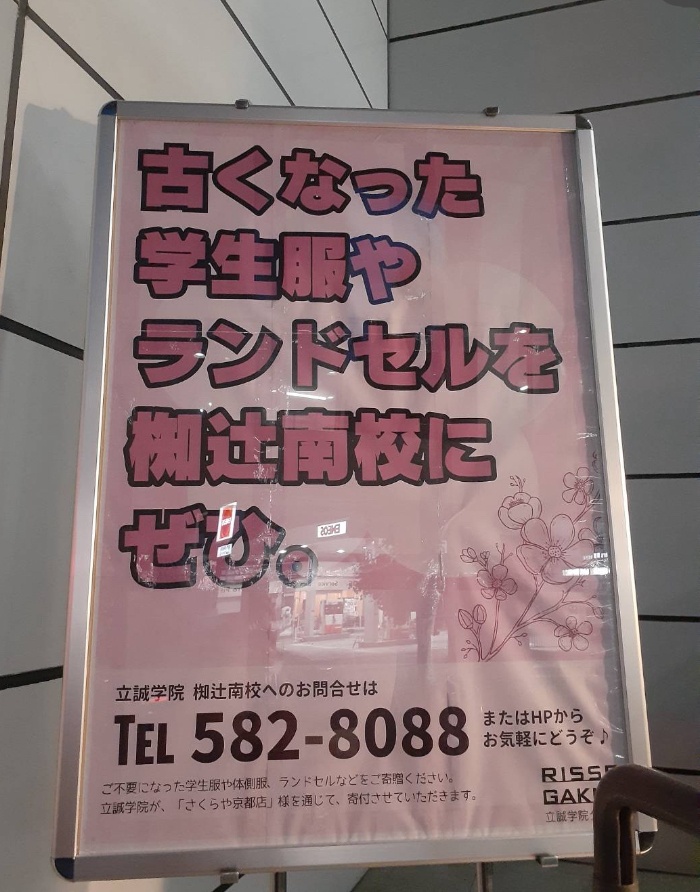 古くなった
学生服や
ランドセルを
椥辻南校に
ぜひ。
立誠学院 椥辻南校へのお問合せは
TEL 582-8088
またはHPから
お気軽にどうぞ♪
ご不要になった学生服や体側服、ランドセルなどをご寄贈ください。
立誠学院が、「さくらや京都店」様を通じて、寄付させていただきます。
RISSE
GAK
立誠学院